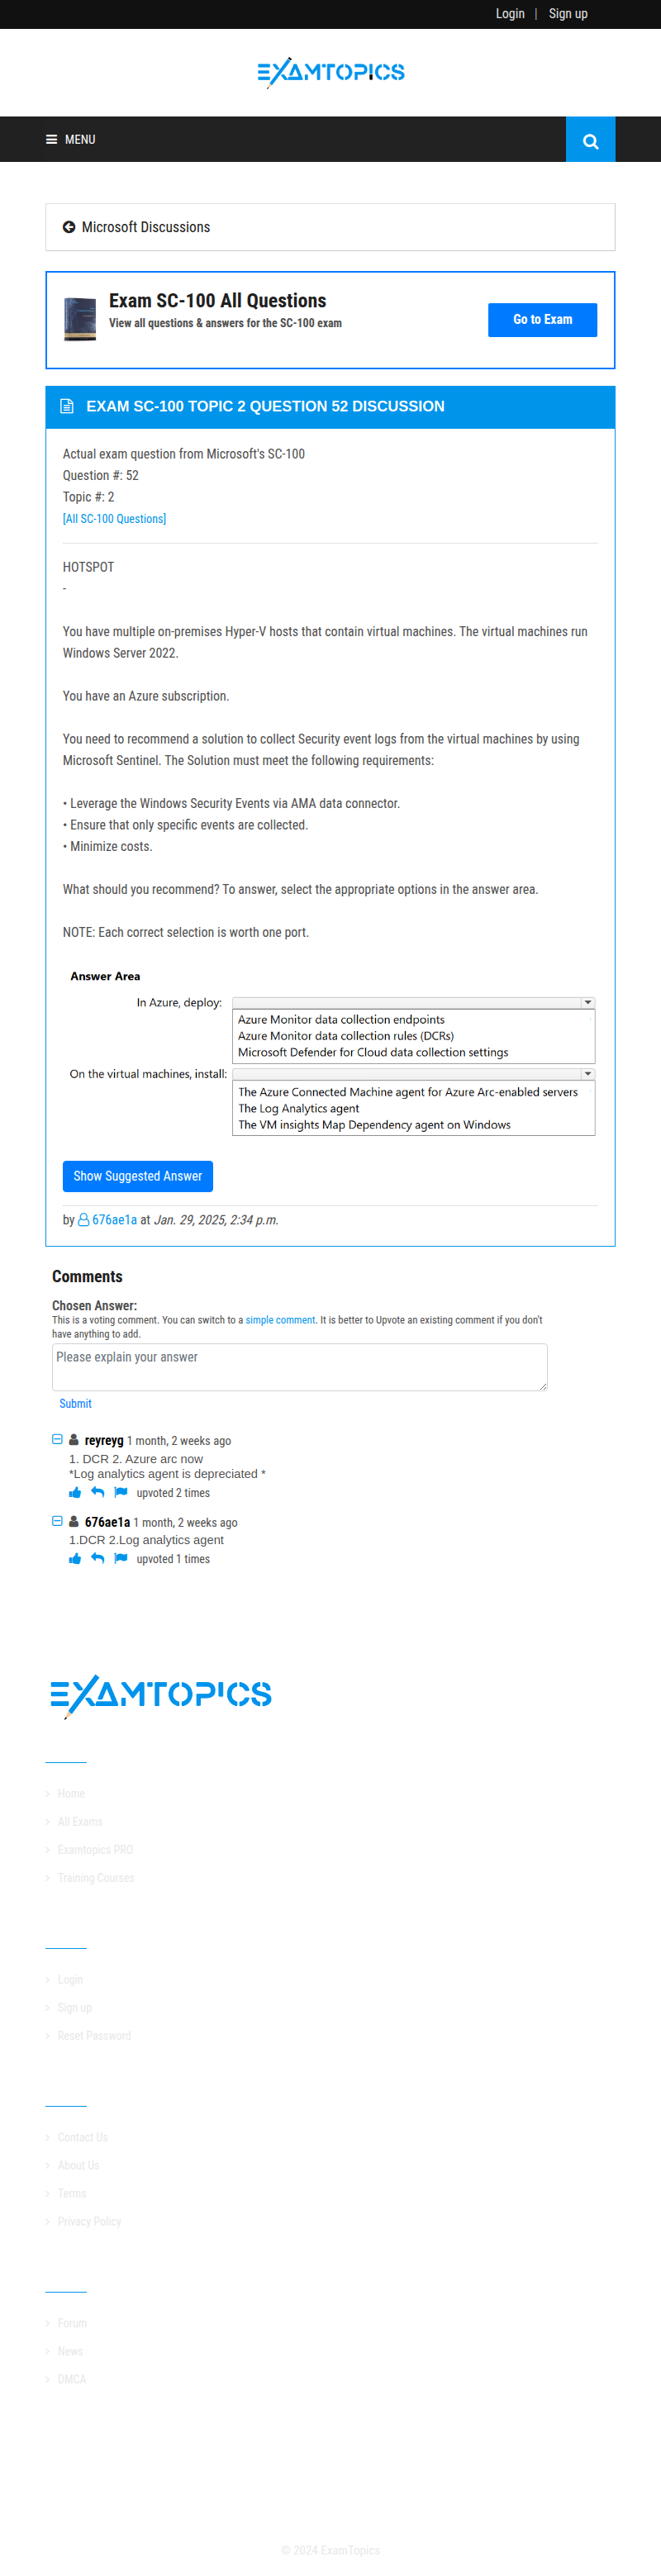 Login | Sign up
EXAMTOPICS
MENU
Microsoft Discussions
Exam SC-100 All Questions
View all questions & answers for the SC-100 exam
Go to Exam
EXAM SC-100 TOPIC 2 QUESTION 52 DISCUSSION
Actual exam question from Microsoft's SC-100
Question #: 52
Topic #: 2
[All SC-100 Questions]
HOTSPOT
-
You have multiple on-premises Hyper-V hosts that contain virtual machines. The virtual machines run
Windows Server 2022.
You have an Azure subscription.
You need to recommend a solution to collect Security event logs from the virtual machines by using
Microsoft Sentinel. The Solution must meet the following requirements:
• Leverage the Windows Security Events via AMA data connector.
• Ensure that only specific events are collected.
• Minimize costs.
What should you recommend? To answer, select the appropriate options in the answer area.
NOTE: Each correct selection is worth one port.
Answer Area
In Azure, deploy:
Azure Monitor data collection endpoints
Azure Monitor data collection rules (DCRs)
Microsoft Defender for Cloud data collection settings
On the virtual machines, install:
The Azure Connected Machine agent for Azure Arc-enabled servers
The Log Analytics agent
The VM insights Map Dependency agent on Windows
Show Suggested Answer
by 676ae1a at Jan. 29, 2025, 2:34 p.m.
Comments
Chosen Answer:
This is a voting comment. You can switch to a simple comment. It is better to Upvote an existing comment if you don't
have anything to add.
Please explain your answer
Submit
reyreyg 1 month, 2 weeks ago
1. DCR 2. Azure arc now
*Log analytics agent is depreciated *
upvoted 2 times
676ae1a 1 month, 2 weeks ago
1.DCR 2.Log analytics agent
upvoted 1 times
EXAMTOPICS
Home
All Exams
Examtopics PRO
Training Courses
Login
Sign up
Reset Password
Contact Us
About Us
Terms
Privacy Policy
Forum
News
DMCA
© 2024 ExamTopics